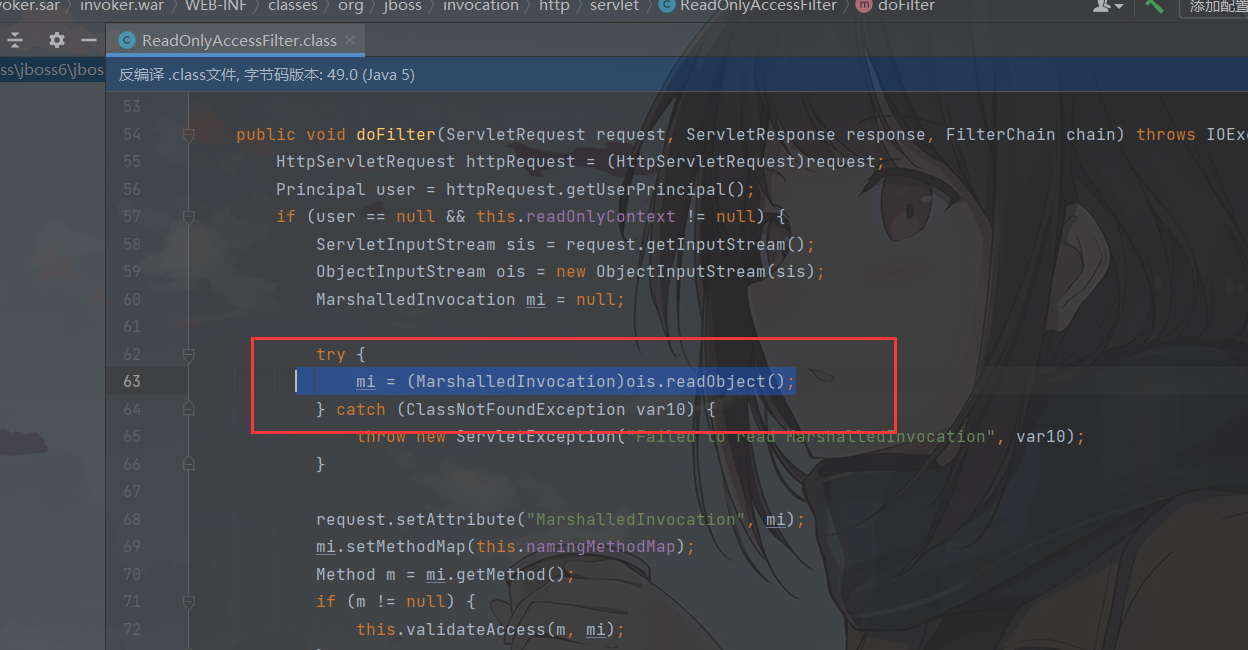 voker.sar 〉 invoker.war 〉 WEB-INF 〉 classes 〉 org 〉 jboss 〉 invocation 〉 http 〉 servlet 〉 C ReadOnlyAccessFilter 〉 m doFilter 添加配置
C ReadOnlyAccessFilter.class ×
ss\jboss6\jbos
反编译 .class文件, 字节码版本: 49.0 (Java 5)
53
54 public void doFilter(ServletRequest request, ServletResponse response, FilterChain chain) throws IOExc
55 HttpServletRequest httpRequest = (HttpServletRequest)request;
56 Principal user = httpRequest.getUserPrincipal();
57 if (user == null && this.readOnlyContext != null) {
58 ServletInputStream sis = request.getInputStream();
59 ObjectInputStream ois = new ObjectInputStream(sis);
60 MarshalledInvocation mi = null;
61
62 try {
63 mi = (MarshalledInvocation)ois.readObject();
64 } catch (ClassNotFoundException var10) {
65 throw new ServletException("Failed to read MarshalledInvocation", var10);
66 }
67
68 request.setAttribute("MarshalledInvocation", mi);
69 mi.setMethodMap(this.namingMethodMap);
70 Method m = mi.getMethod();
71 if (m != null) {
72 this.validateAccess(m, mi);